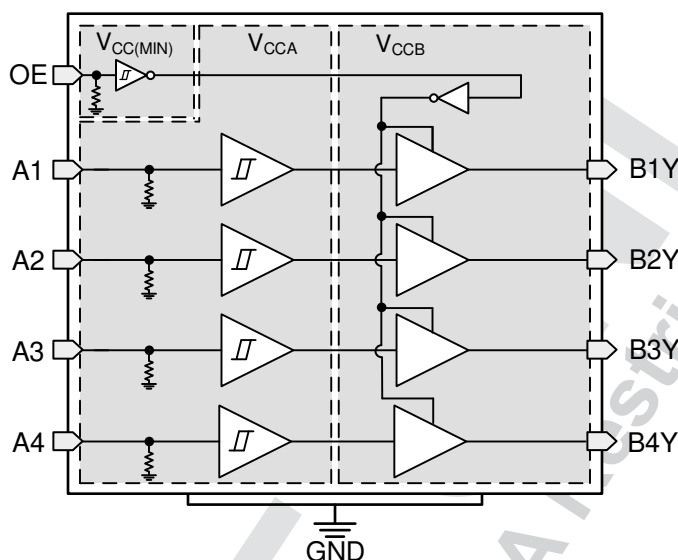 V_CC(MIN) V_CCA V_CCB
OE
A1 B1Y
A2 B2Y
A3 B3Y
A4 B4Y
GND